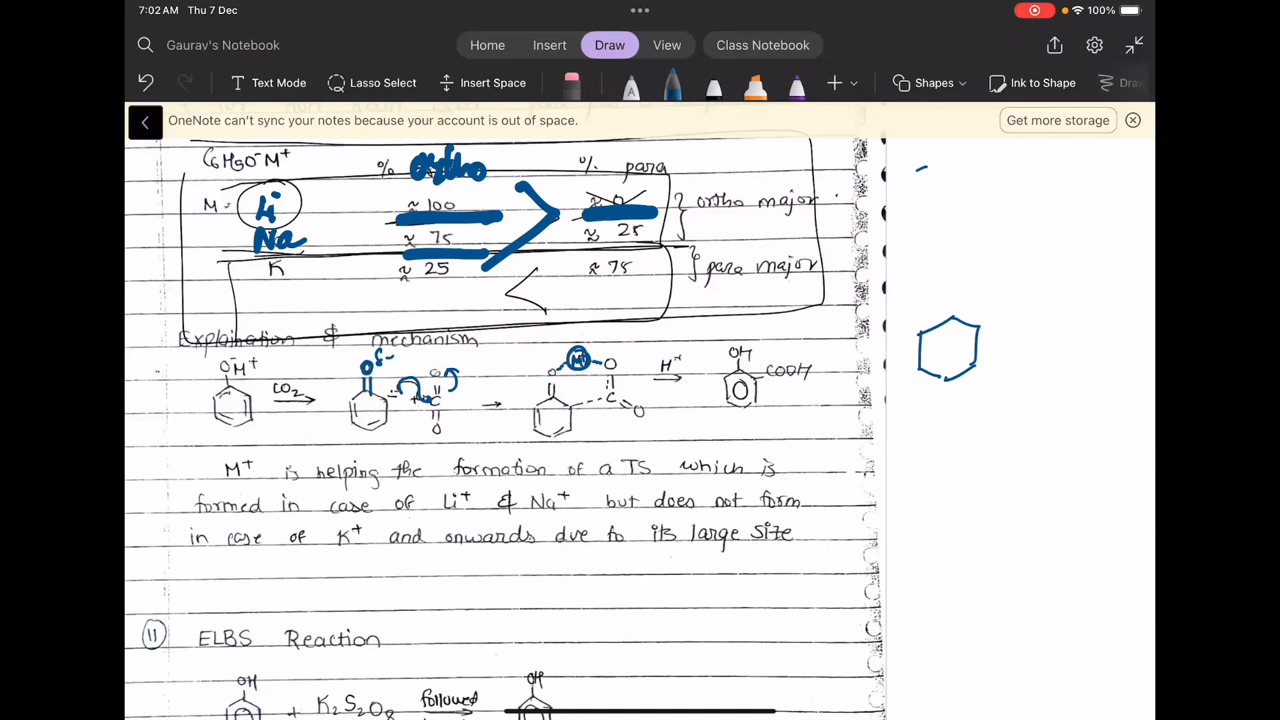 7:02AM Thu 7 Dec 100%
Gaurav's Notebook Home Insert Draw View Class Notebook
Text Mode Lasso Select Insert Space Shapes Ink to Shape Draw
OneNote can't sync your notes because your account is out of space. Get more storage
C6H5O⁻M⁺ % ortho % para
M = Li ≈ 100 ≈ 0 } ortho major
Na ≈ 75 ≈ 25
K ≈ 25 ≈ 75 } para major
Explaination & mechanism
O⁻M⁺ CO2 → O δ- + C O → O M O C O H⁺ → OH COOH
M⁺ is helping the formation of a TS which is
formed in case of Li⁺ & Na⁺ but does not form
in case of K⁺ and onwards due to its large size
11 ELBS Reaction
OH + K2S2O8 followed OH